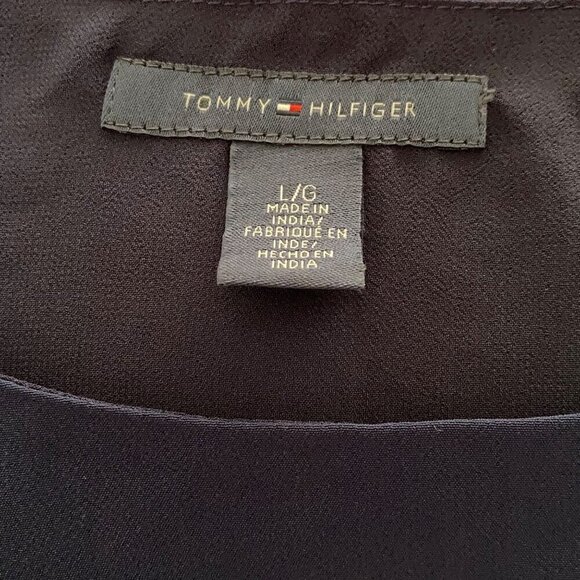 TOMMY HILFIGER
L/G
MADE IN
INDIA/
FABRIQUÉ EN
INDE/
HECHO EN
INDIA